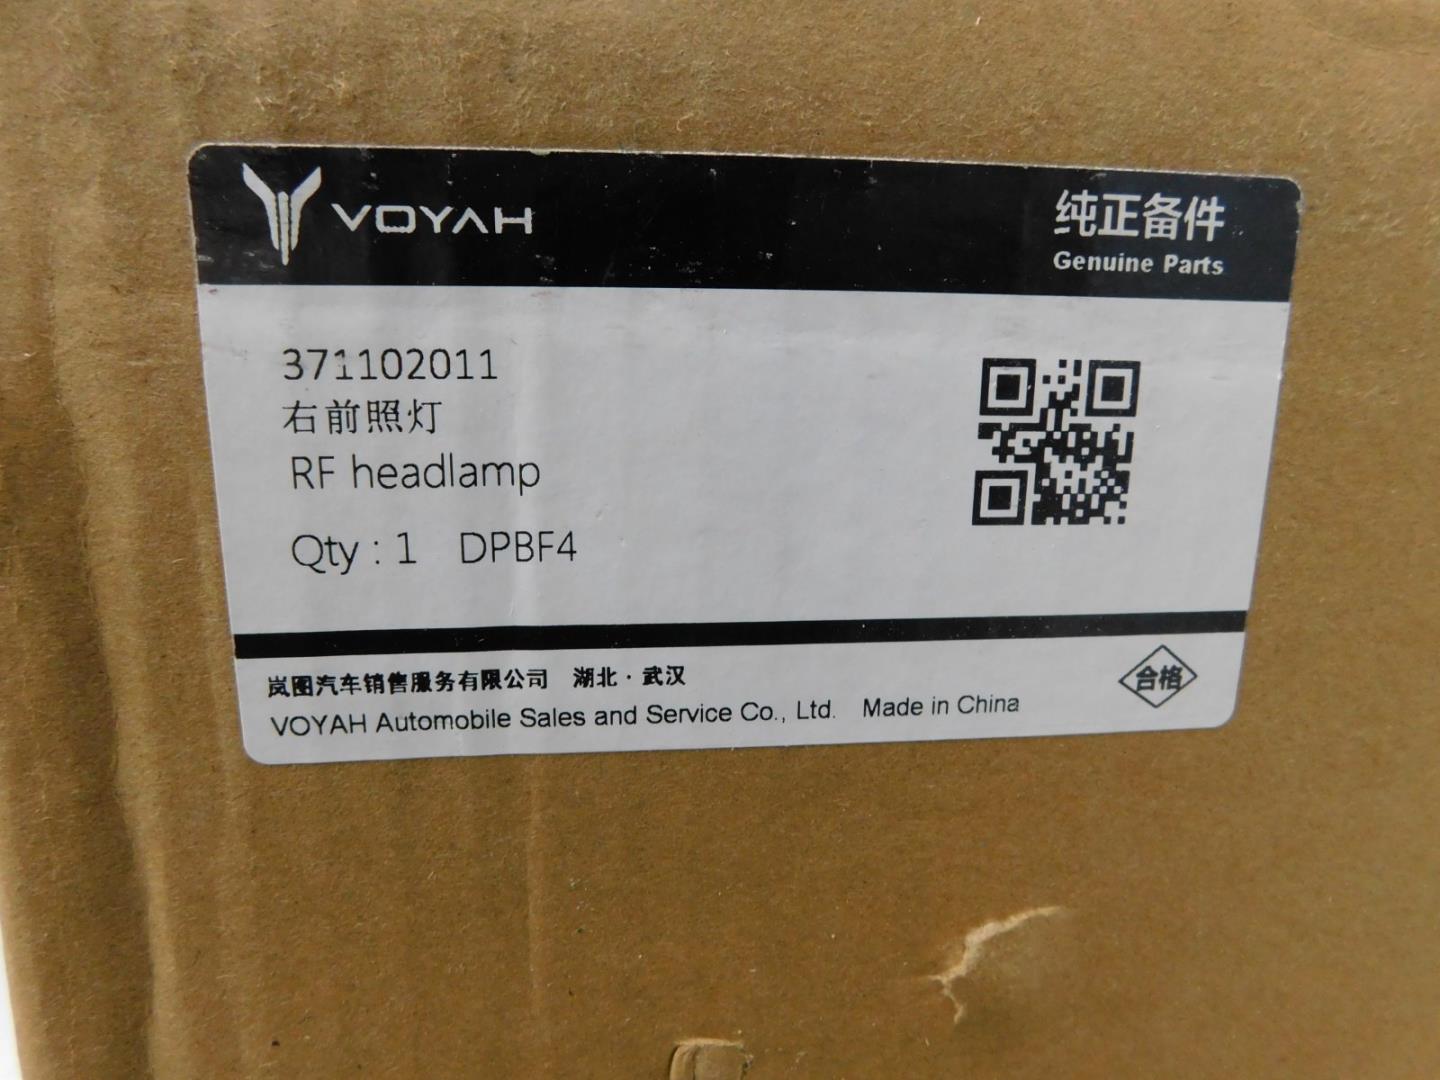 VOYAH
纯正备件
Genuine Parts
371102011
右前照灯
RF headlamp
Qty : 1 DPBF4
岚图汽车销售服务有限公司 湖北·武汉
VOYAH Automobile Sales and Service Co., Ltd. Made in China
合格